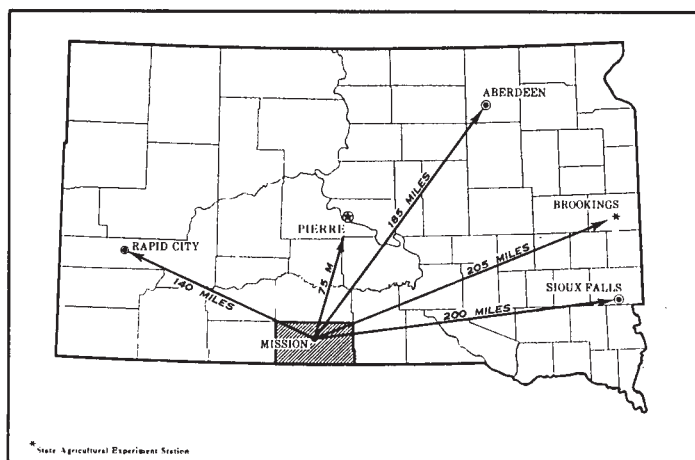 ABERDEEN
BROOKINGS
*
PIERRE
185 MILES
RAPID CITY
75 M
205 MILES
SIOUX FALLS
140 MILES
200 MILES
MISSION
* State Agricultural Experiment Station